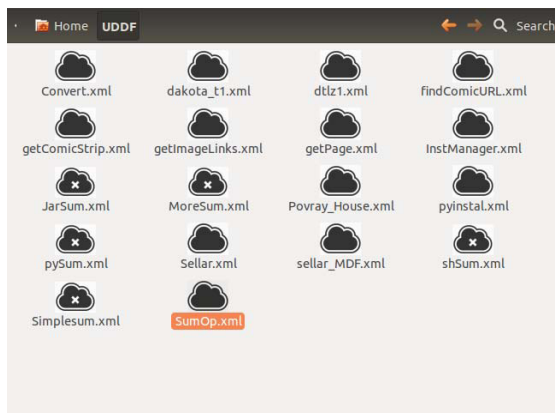 Home UDDF Search
Convert.xml dakota_t1.xml dtlz1.xml findComicURL.xml
getComicStrip.xml getImageLinks.xml getPage.xml InstManager.xml
JarSum.xml MoreSum.xml Povray_House.xml pyinstal.xml
pySum.xml Sellar.xml sellar_MDF.xml shSum.xml
Simplesum.xml SumOp.xml